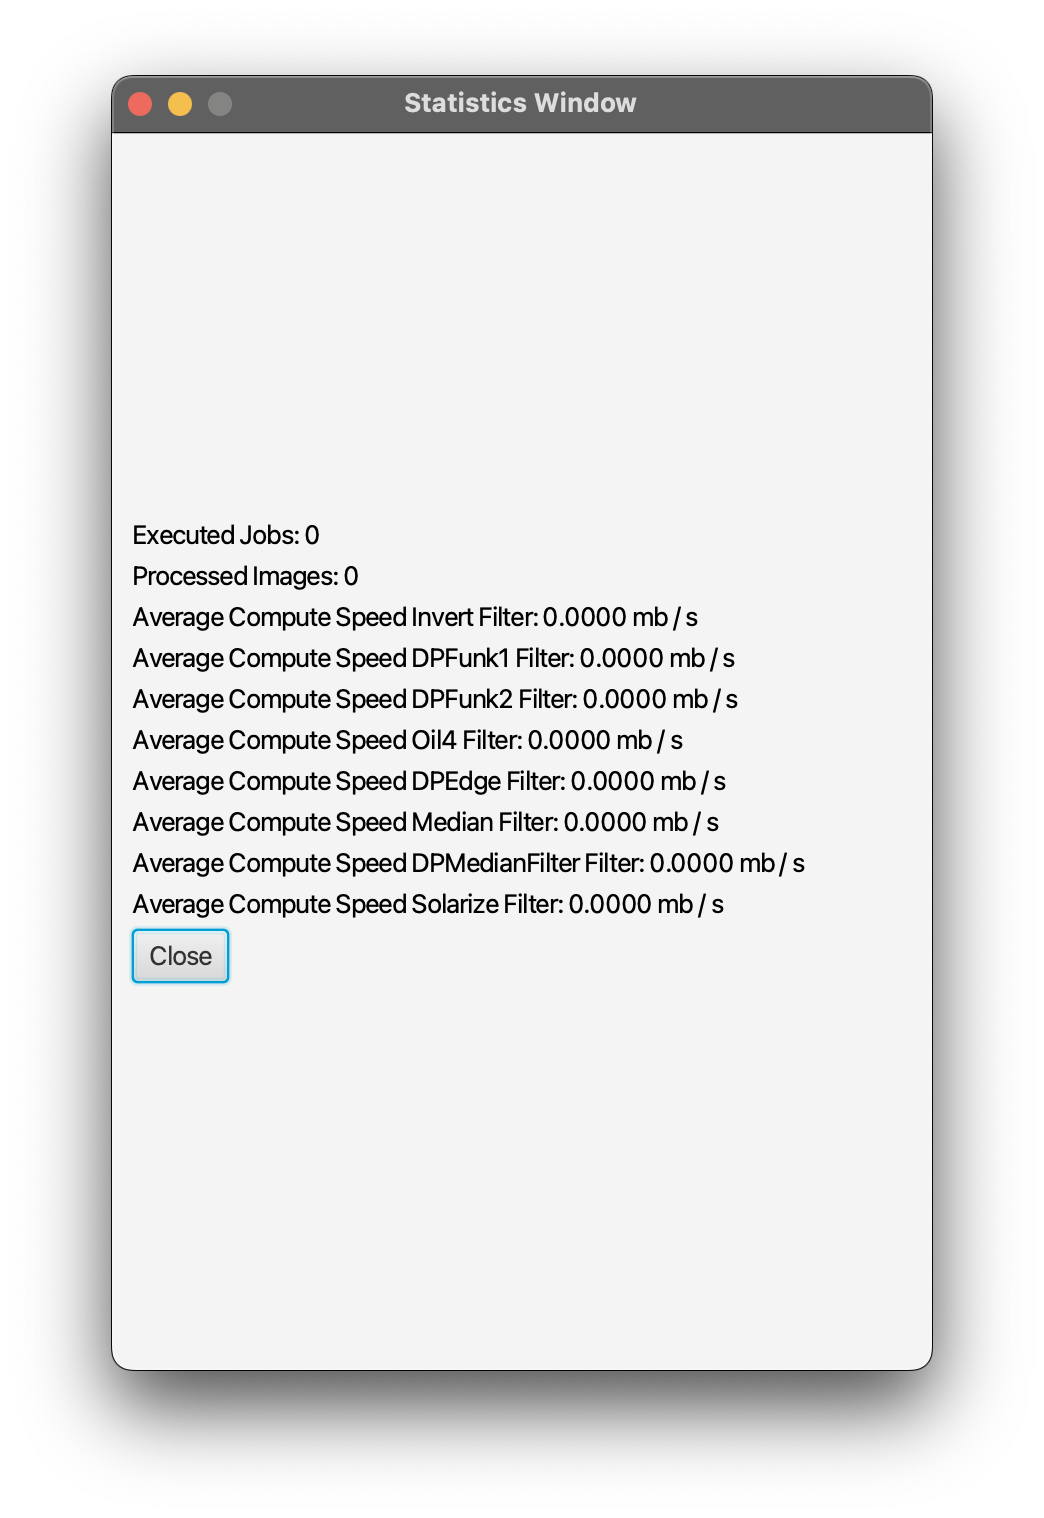 Statistics Window
Executed Jobs: 0
Processed Images: 0
Average Compute Speed Invert Filter: 0.0000 mb / s
Average Compute Speed DPFunk1 Filter: 0.0000 mb / s
Average Compute Speed DPFunk2 Filter: 0.0000 mb / s
Average Compute Speed Oil4 Filter: 0.0000 mb / s
Average Compute Speed DPEdge Filter: 0.0000 mb / s
Average Compute Speed Median Filter: 0.0000 mb / s
Average Compute Speed DPMedianFilter Filter: 0.0000 mb / s
Average Compute Speed Solarize Filter: 0.0000 mb / s
Close